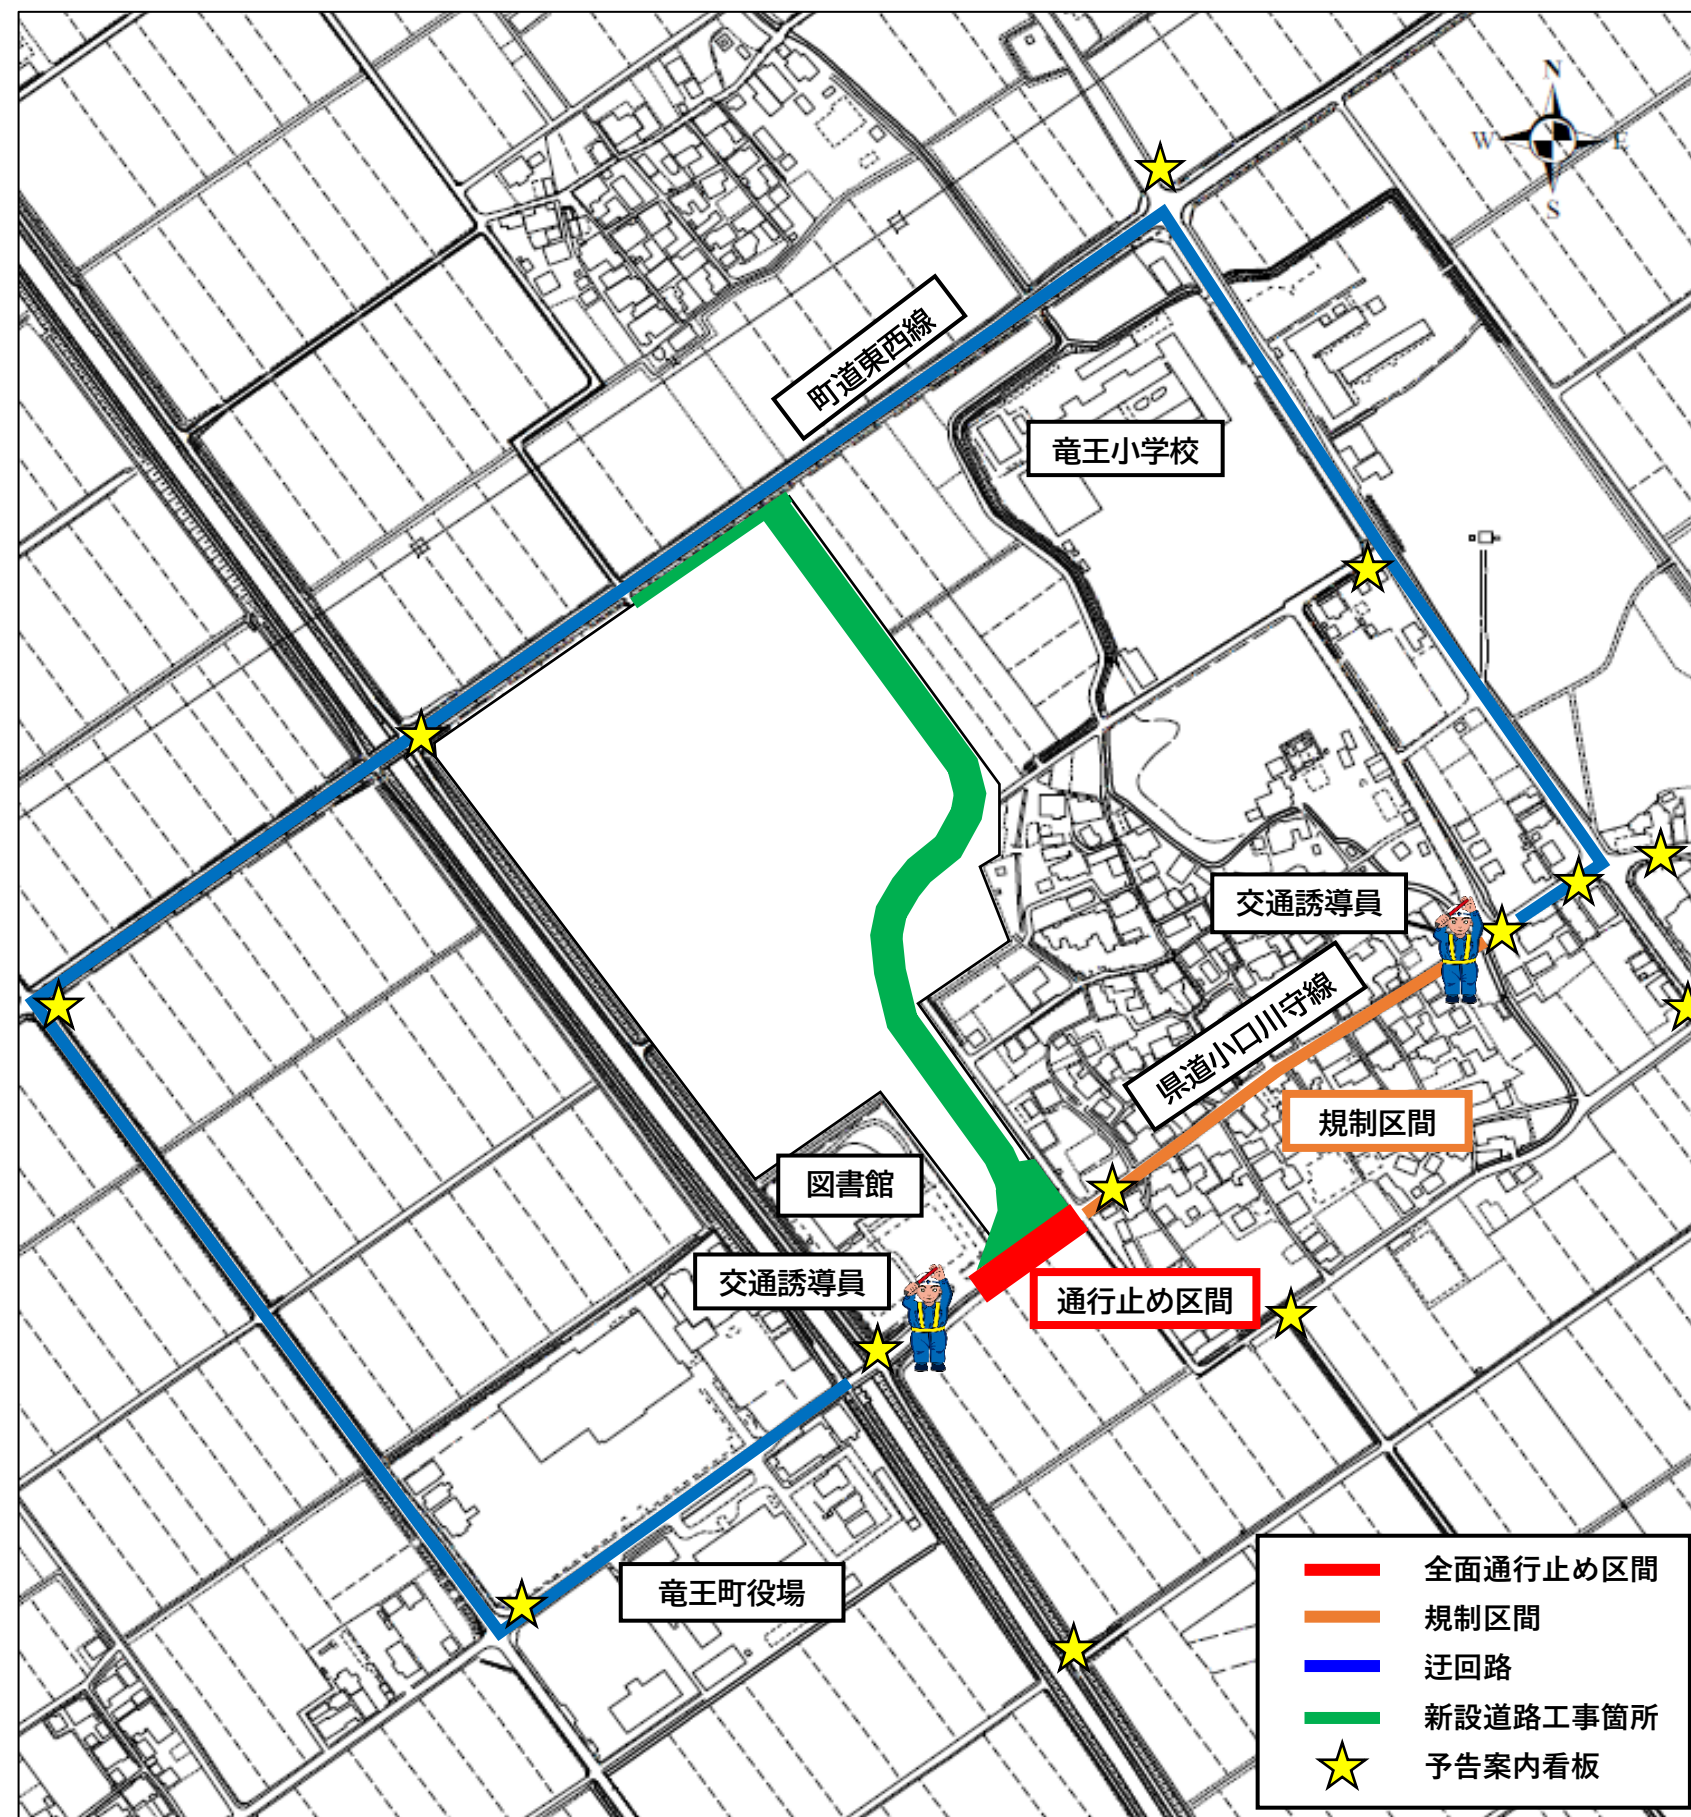 N
W
E
S
町道東西線
竜王小学校
交通誘導員
県道小口川守線
規制区間
図書館
交通誘導員
通行止め区間
竜王町役場
全面通行止め区間
規制区間
迂回路
新設道路工事箇所
予告案内看板